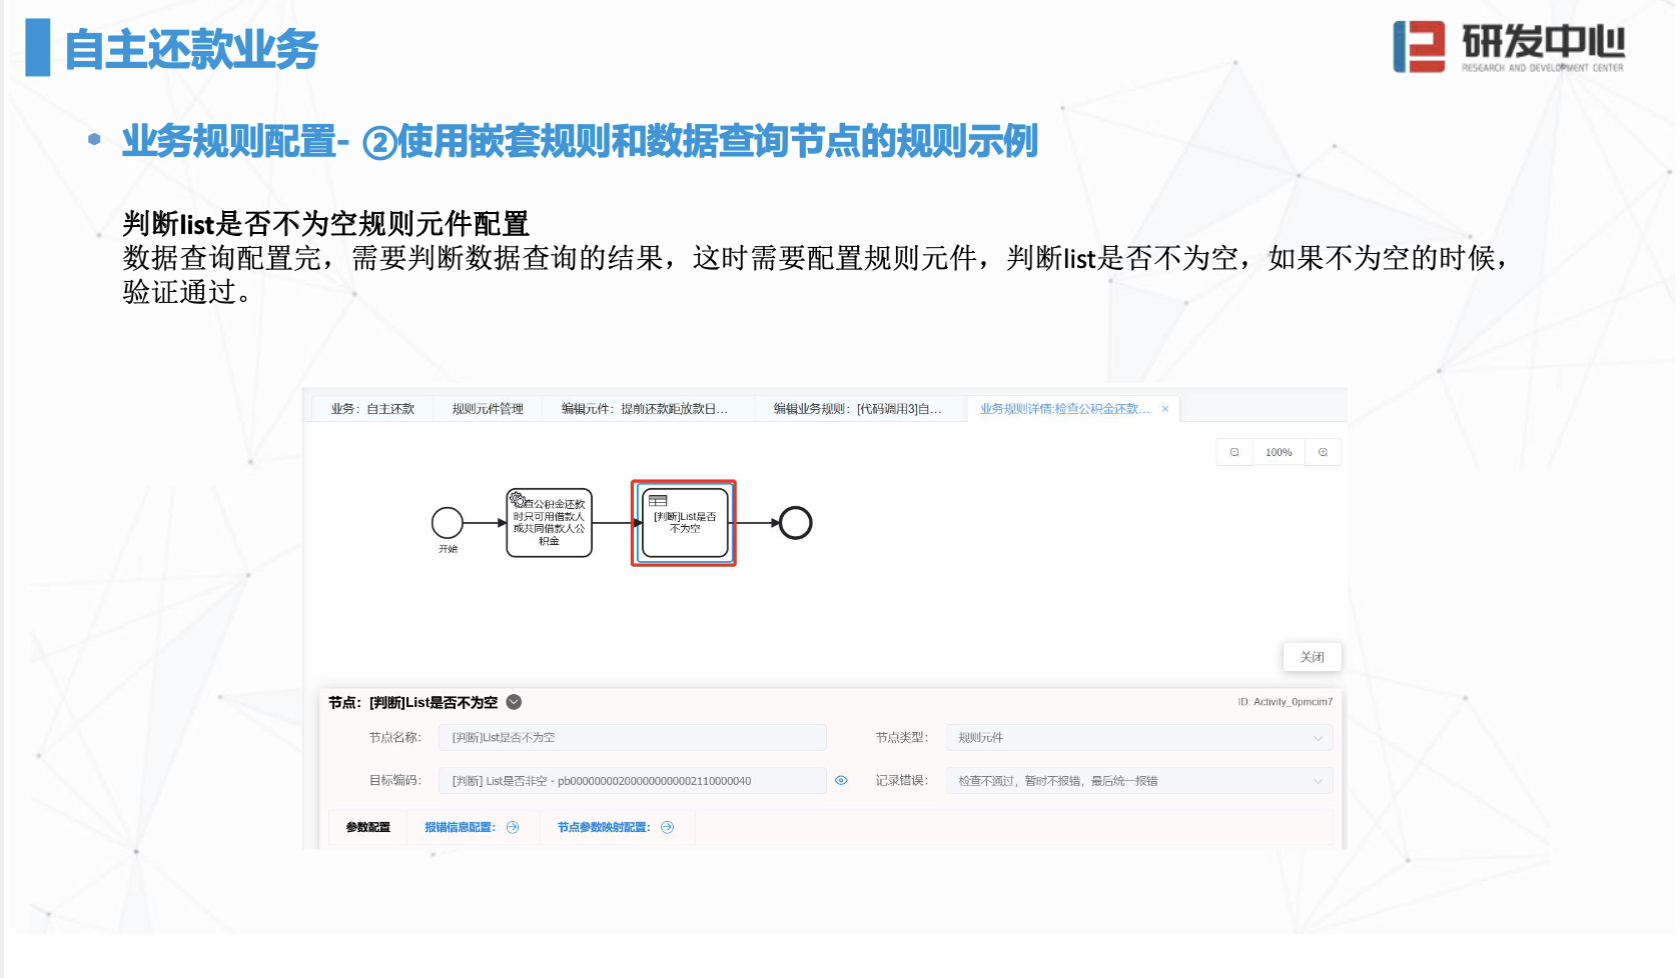 自主还款业务
研发中心
RESEARCH AND DEVELOPMENT CENTER
业务规则配置- ②使用嵌套规则和数据查询节点的规则示例
判断list是否不为空规则元件配置
数据查询配置完，需要判断数据查询的结果，这时需要配置规则元件，判断list是否不为空，如果不为空的时候，
验证通过。
业务：自主还款 规则元件管理 编辑元件：提前还款距放款日... 编辑业务规则：[代码调用3]自... 业务规则详情:检查公积金还款... ×
100%
开始
查公积金还款
时只可用借款人
或共同借款人公
积金
[判断]List是否
不为空
关闭
节点：[判断]List是否不为空
ID: Activity_0pmcim7
节点名称： [判断]List是否不为空 节点类型： 规则元件
目标编码： [判断] List是否非空 - pb0000000020000000000002110000040 记录错误： 检查不通过，暂时不报错，最后统一报错
参数配置 报错信息配置： 节点参数映射配置：